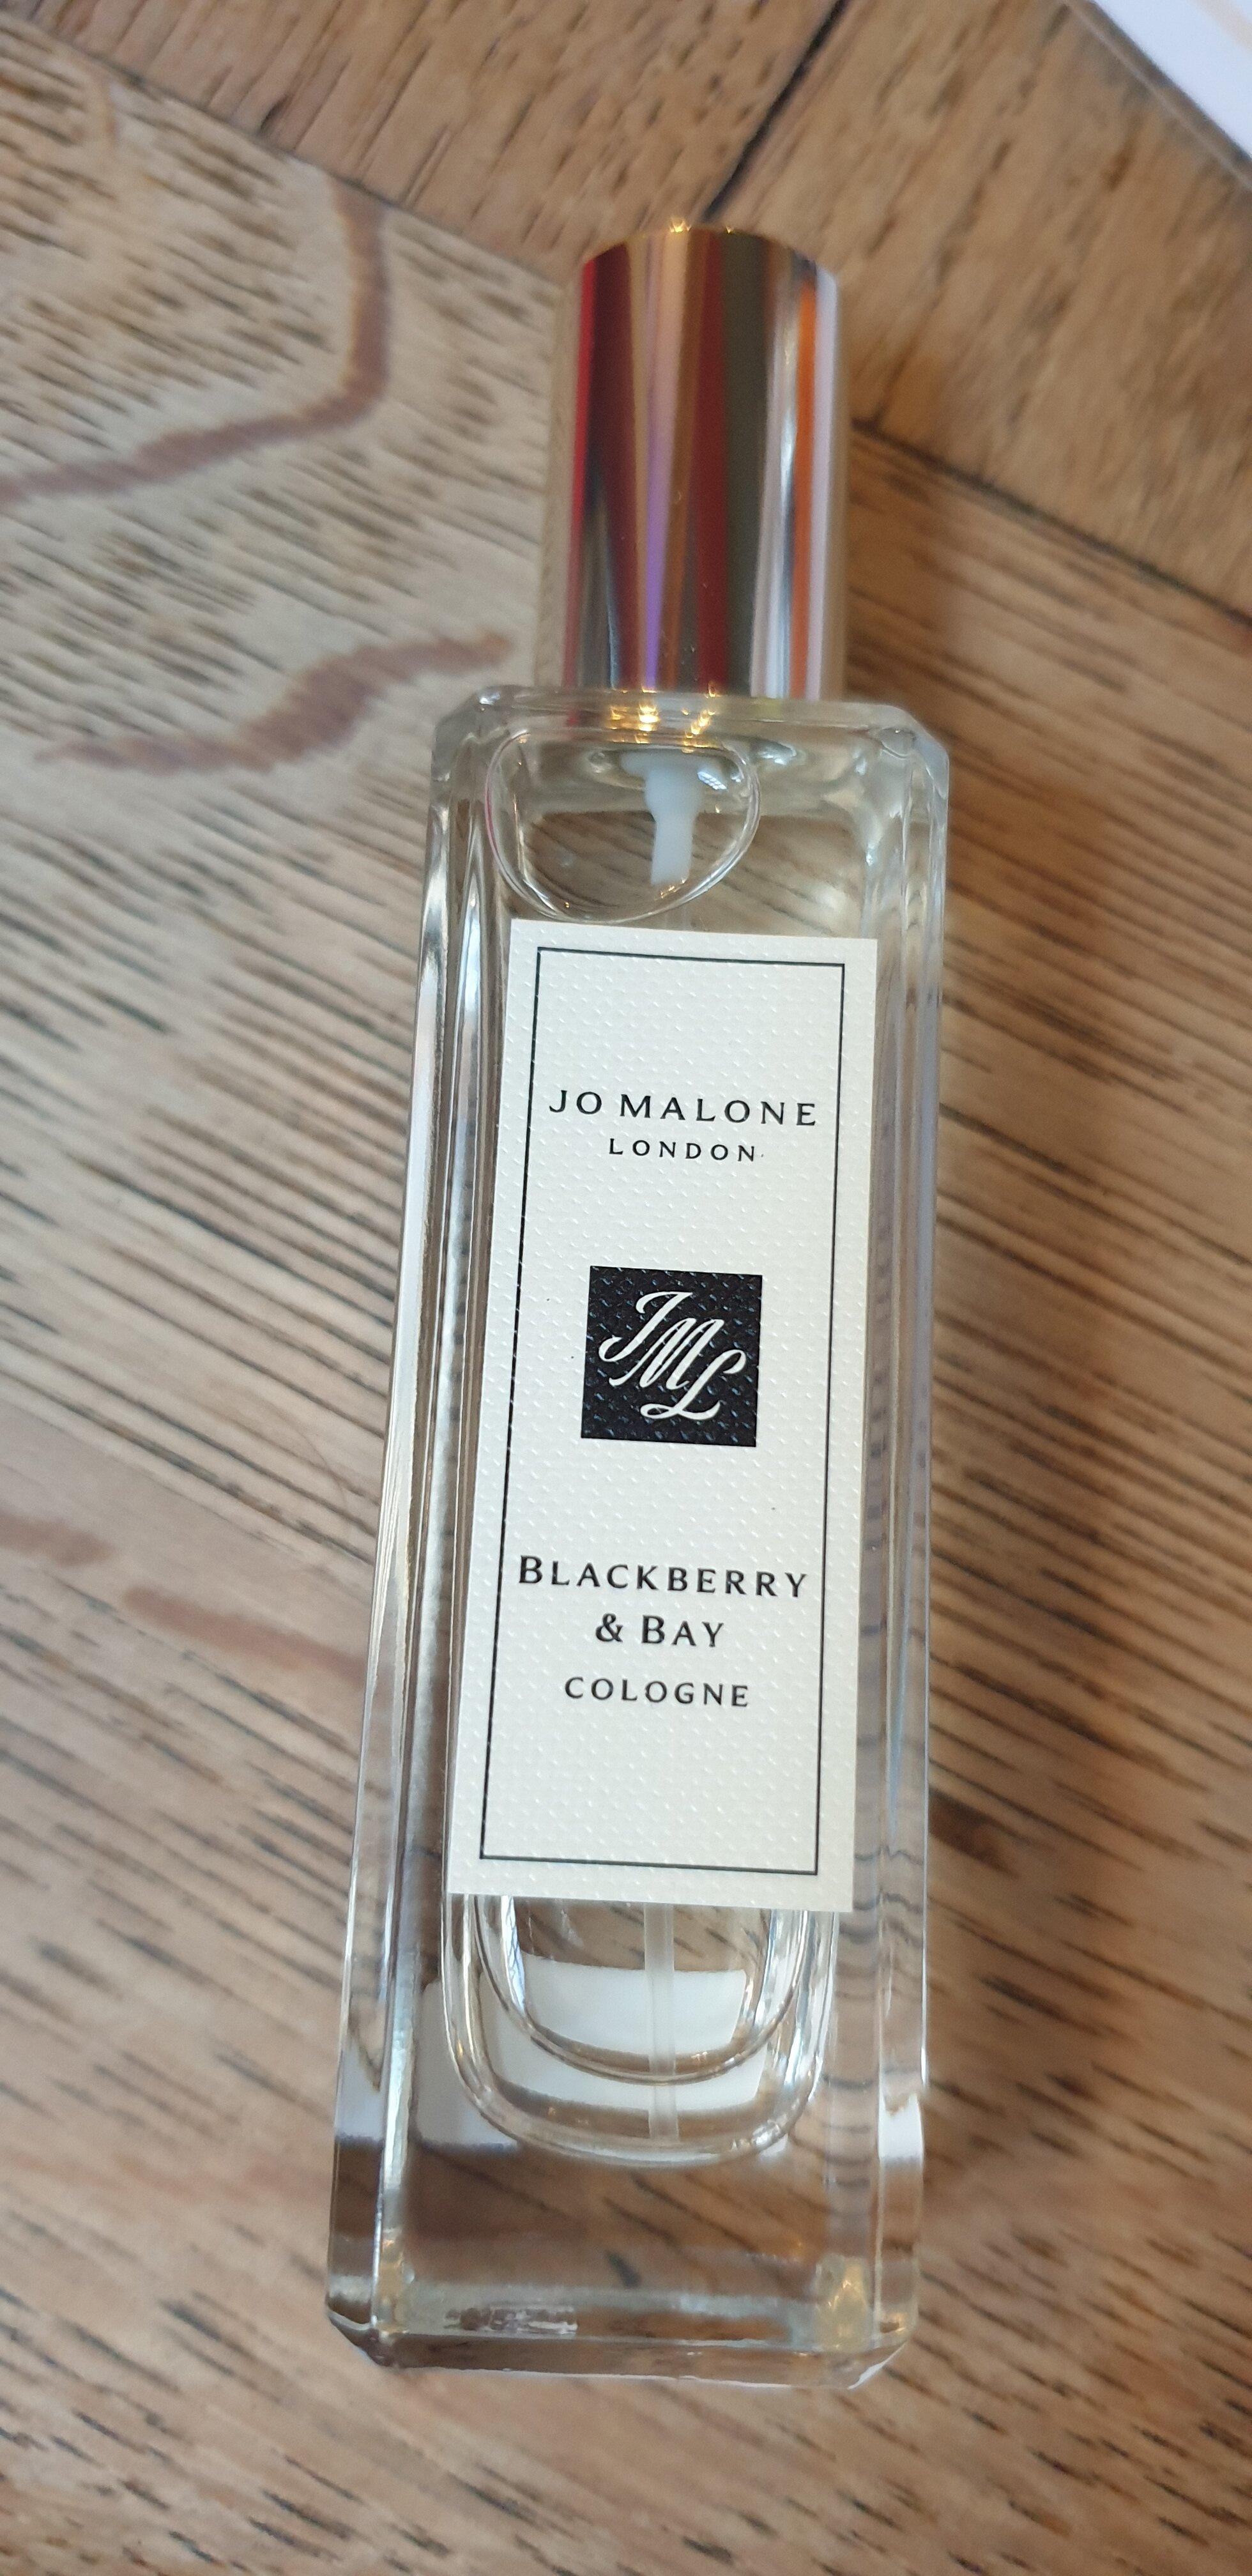 JO MALONE
LONDON
JML
BLACKBERRY
& BAY
COLOGNE